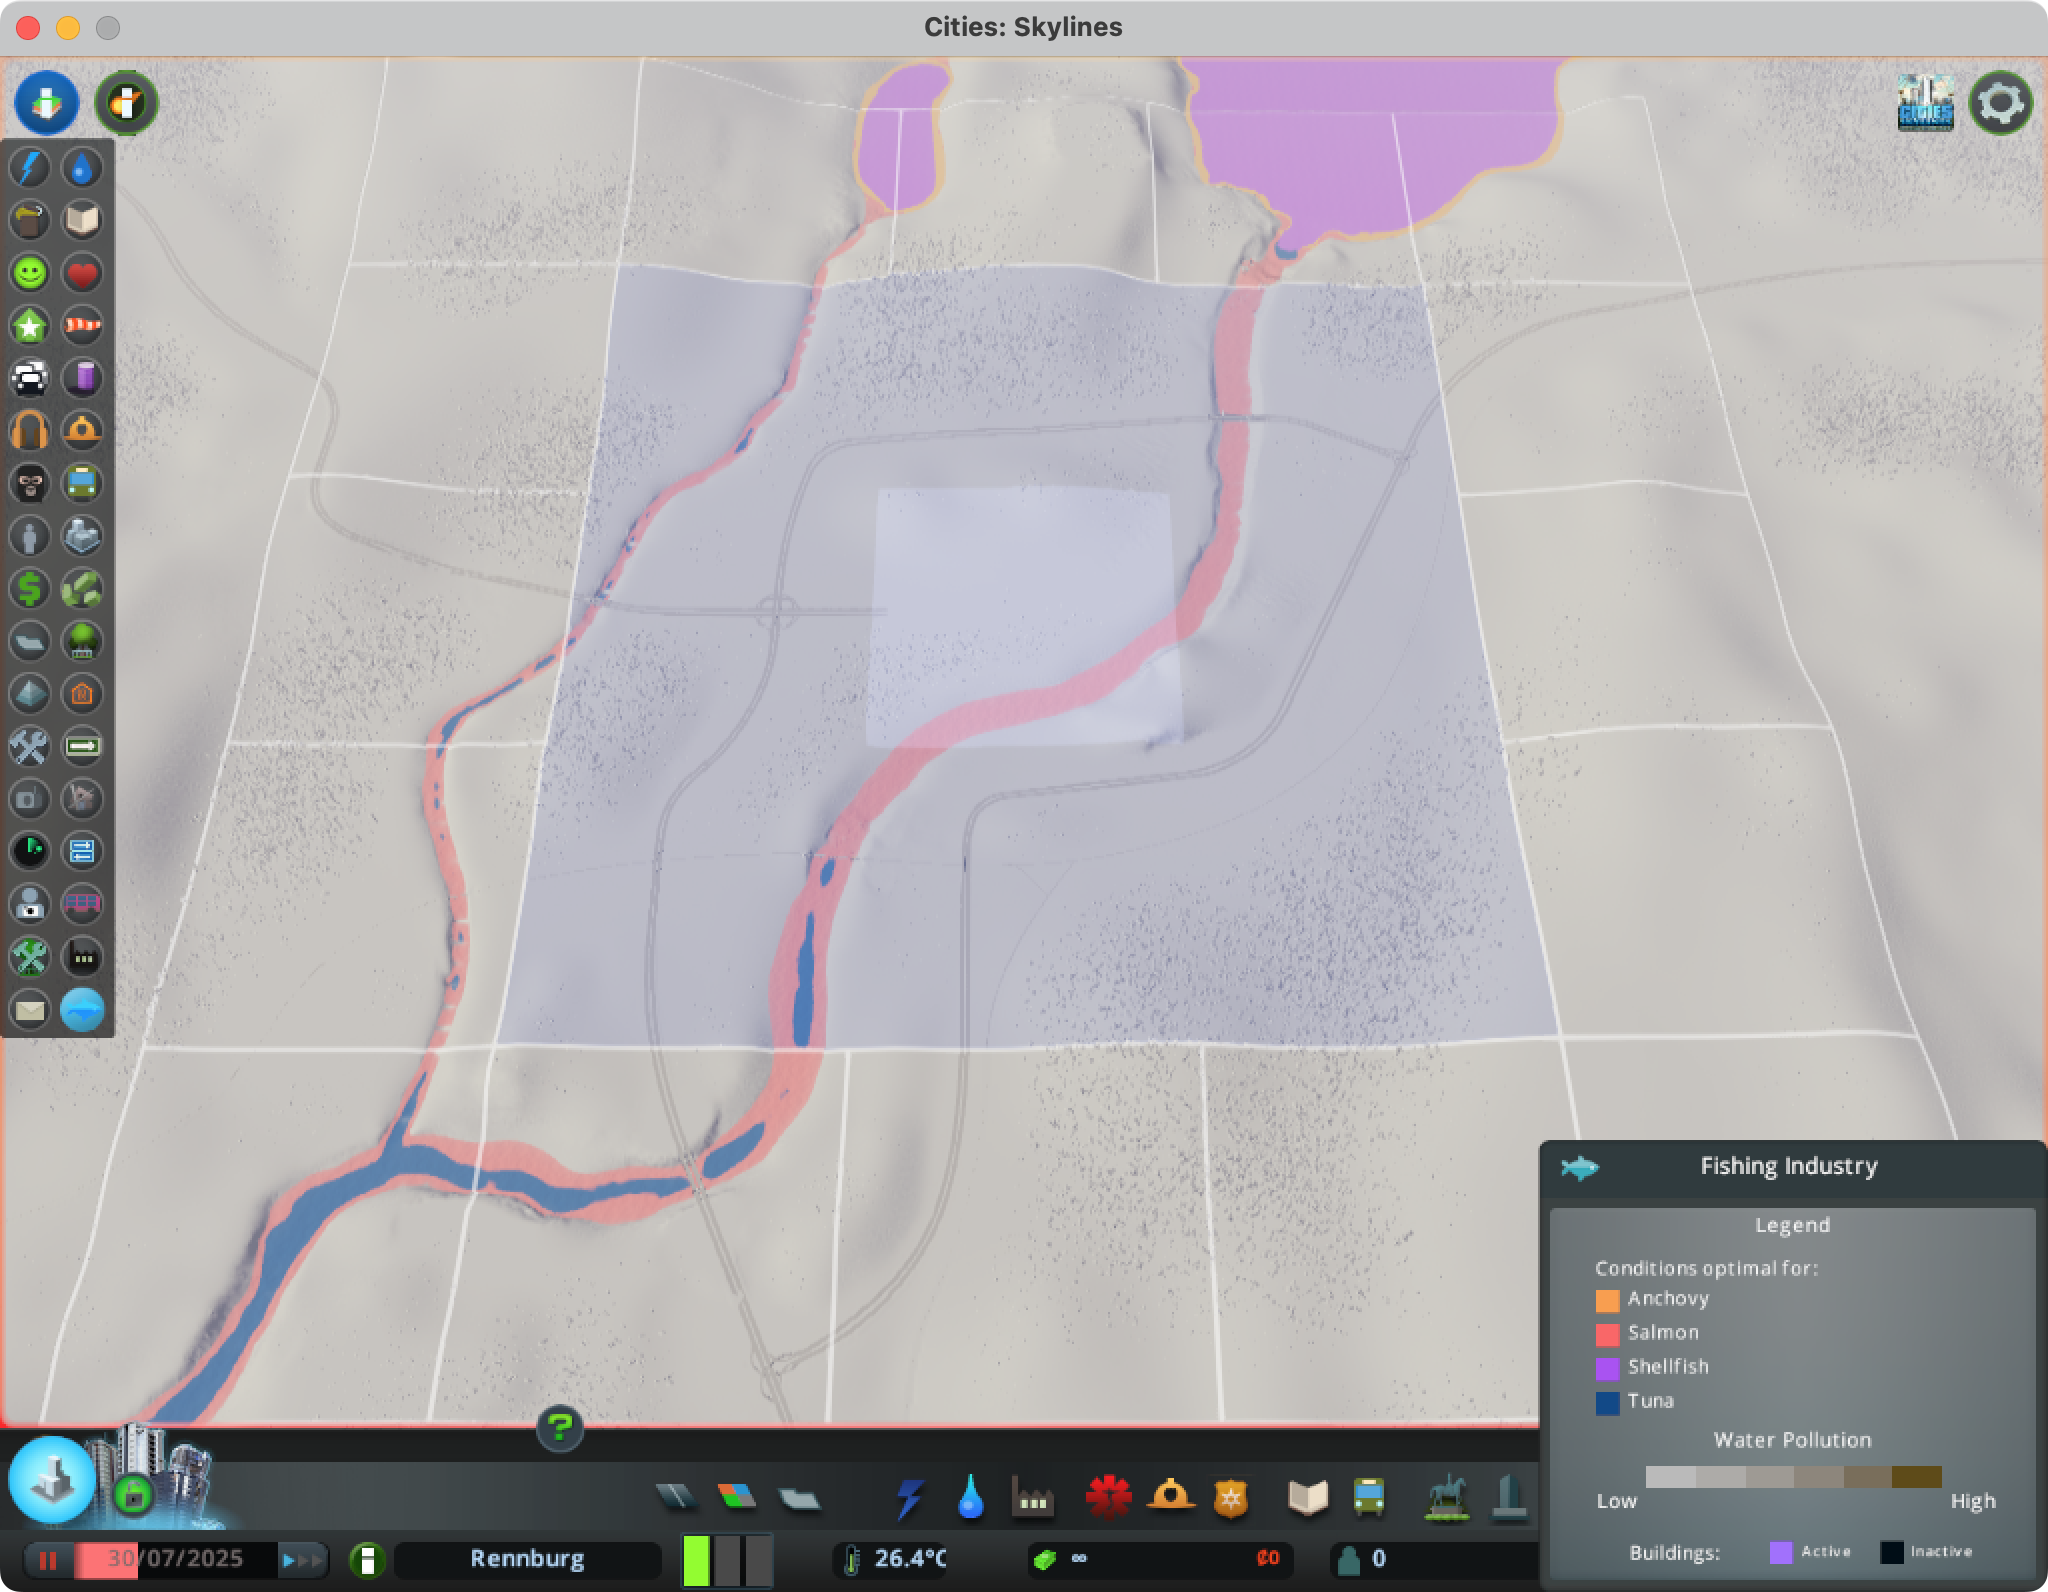 Cities: Skylines
CITIES
Fishing Industry
Legend
Conditions optimal for:
Anchovy
Salmon
Shellfish
Tuna
Water Pollution
Low
High
Buildings:
Active
Inactive
?
30/07/2025
Rennburg
26.4°C
∞
₡0
0